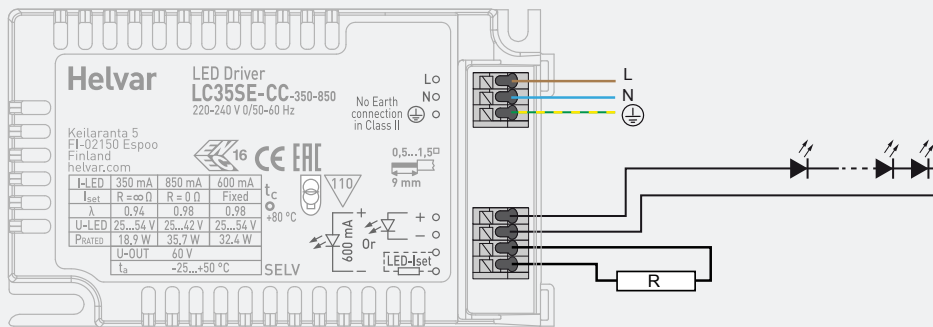 Helvar
LED Driver
LC35SE-CC-350-850
220-240 V 0/50-60 Hz
L
N
No Earth
connection
in Class II
Keilaranta 5
FI-02150 Espoo
Finland
helvar.com
16 CE EAC
0,5...1,5
9 mm
I-LED 350 mA 850 mA 600 mA
Iset R =∞ Ω R = 0 Ω Fixed
λ 0.94 0.98 0.98
U-LED 25...54 V 25...42 V 25...54 V
PRATED 18.9 W 35.7 W 32.4 W
U-OUT 60 V
ta -25...+50 °C
tc
+80 °C
110
SELV
+
600 mA
-
Or
+
-
LED-Iset
L
N
R